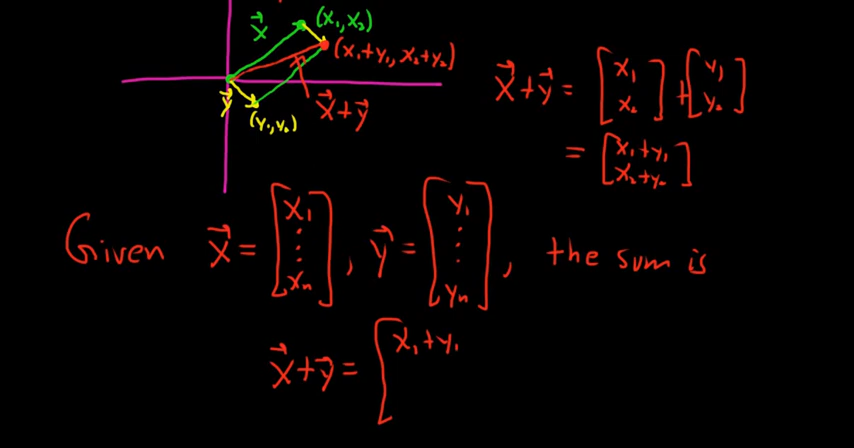 x⃗ (x₁, x₂)
(x₁+y₁, x₂+y₂)
y⃗
(y₁, y₂)
x⃗+y⃗
x⃗+y⃗ = [x₁ x₂] + [y₁ y₂]
= [x₁+y₁ x₂+y₂]
Given x⃗ = [x₁ ⋮ xₙ], y⃗ = [y₁ ⋮ yₙ], the sum is
x⃗+y⃗ = [x₁+y₁